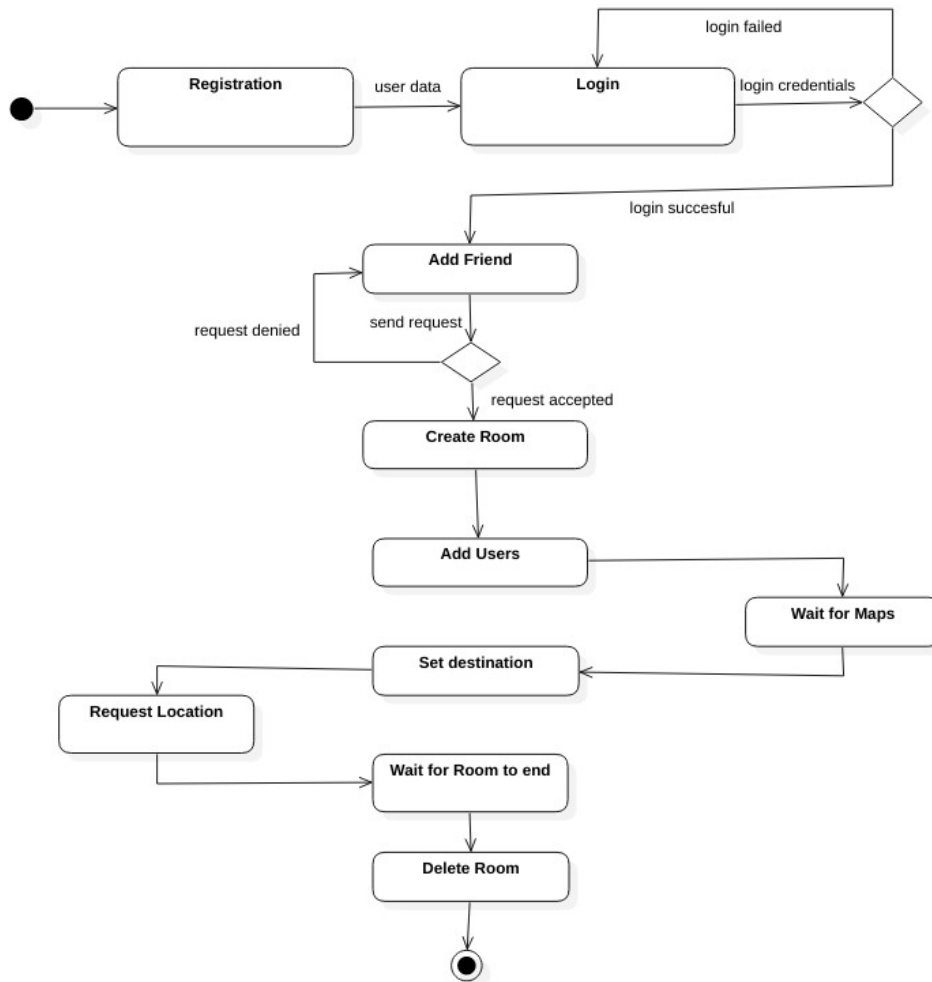 login failed
Registration
user data
Login
login credentials
login succesful
Add Friend
send request
request denied
request accepted
Create Room
Add Users
Wait for Maps
Set destination
Request Location
Wait for Room to end
Delete Room